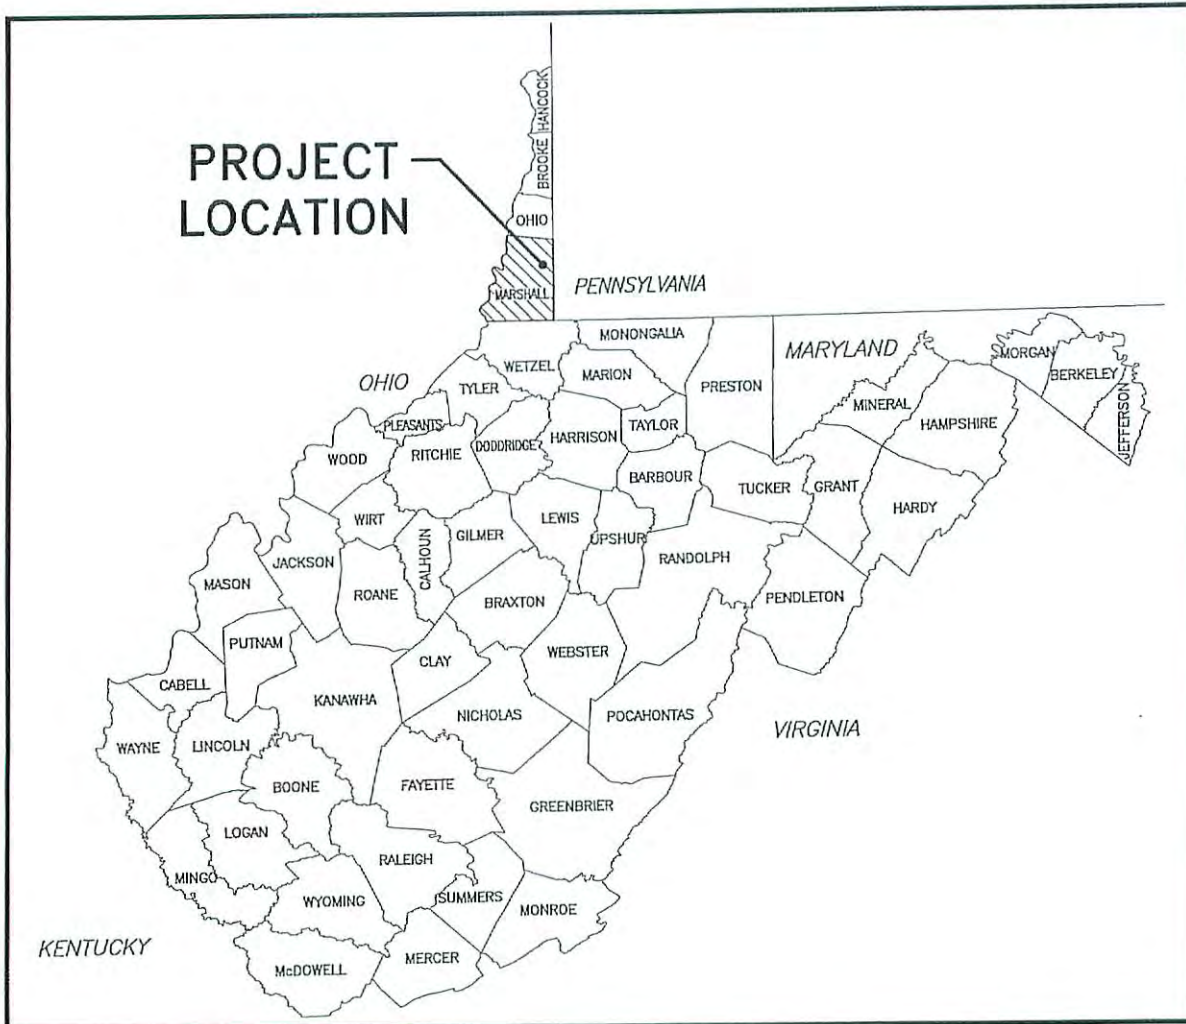 HANCOCK
BROOKE
PROJECT
LOCATION
OHIO
MARSHALL
PENNSYLVANIA
MONONGALIA
MARYLAND
MORGAN
WETZEL
MARION
PRESTON
BERKELEY
OHIO
TYLER
MINERAL
JEFFERSON
PLEASANTS
TAYLOR
HAMPSHIRE
WOOD
RITCHIE
DODDRIDGE
HARRISON
BARBOUR
TUCKER
GRANT
HARDY
WIRT
LEWIS
GILMER
UPSHUR
CALHOUN
RANDOLPH
JACKSON
MASON
ROANE
BRAXTON
PENDLETON
PUTNAM
CLAY
WEBSTER
CABELL
KANAWHA
NICHOLAS
POCAHONTAS
VIRGINIA
WAYNE
LINCOLN
BOONE
FAYETTE
GREENBRIER
LOGAN
RALEIGH
MINGO
SUMMERS
WYOMING
MONROE
KENTUCKY
MERCER
McDOWELL